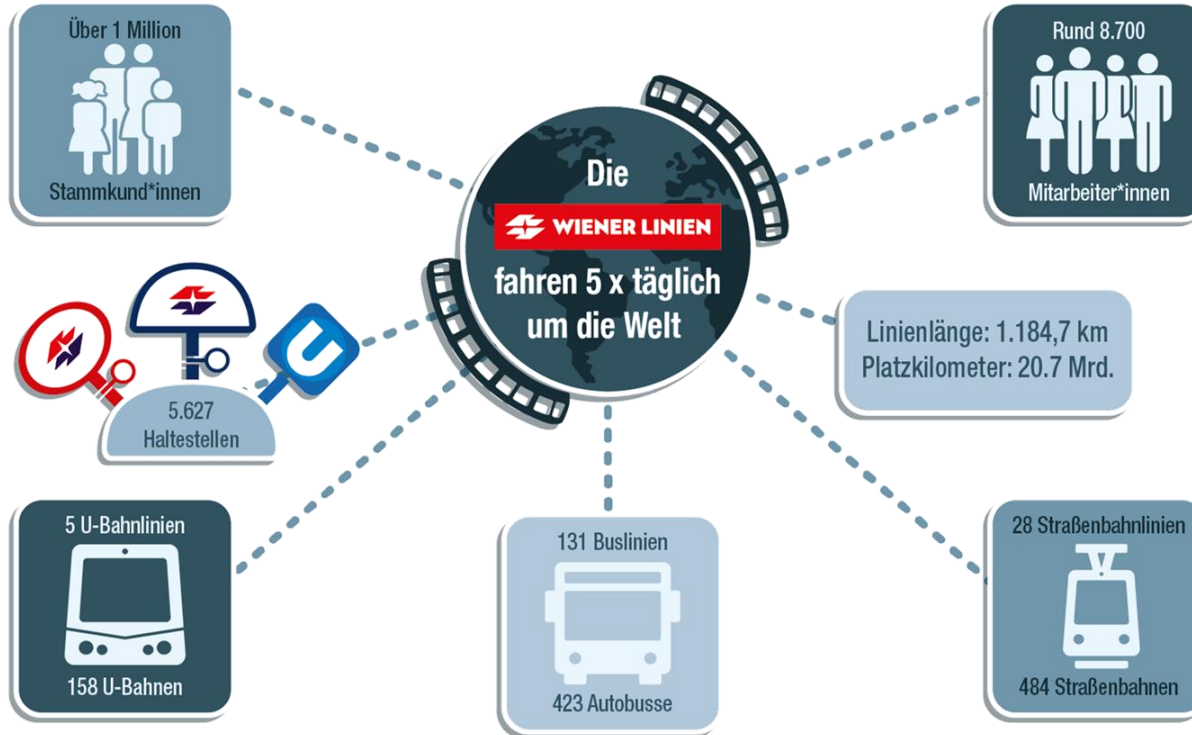 Über 1 Million
Stammkund*innen
Rund 8.700
Mitarbeiter*innen
Die
WIENER LINIEN
fahren 5 x täglich
um die Welt
Linienlänge: 1.184,7 km
Platzkilometer: 20.7 Mrd.
U
5.627
Haltestellen
5 U-Bahnlinien
158 U-Bahnen
131 Buslinien
423 Autobusse
28 Straßenbahnlinien
484 Straßenbahnen